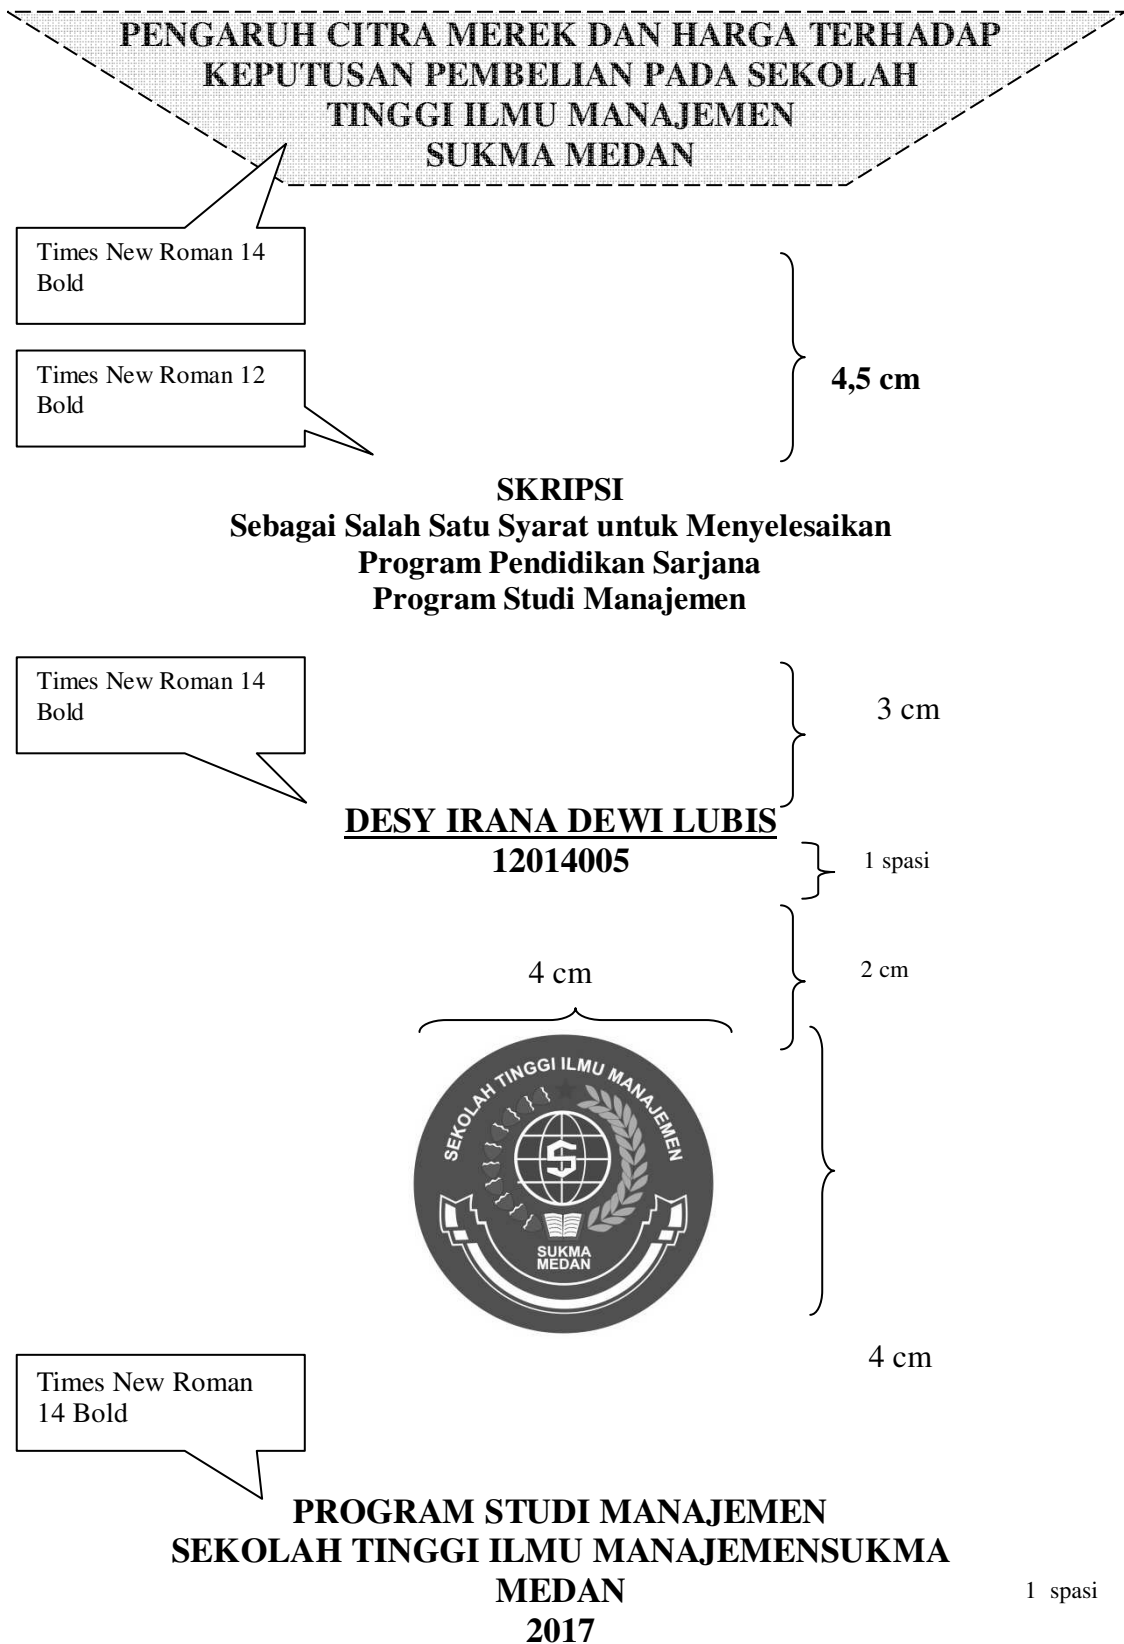 PENGARUH CITRA MEREK DAN HARGA TERHADAP
KEPUTUSAN PEMBELIAN PADA SEKOLAH
TINGGI ILMU MANAJEMEN
SUKMA MEDAN
Times New Roman 14
Bold
Times New Roman 12
Bold
4,5 cm
SKRIPSI
Sebagai Salah Satu Syarat untuk Menyelesaikan
Program Pendidikan Sarjana
Program Studi Manajemen
Times New Roman 14
Bold
3 cm
DESY IRANA DEWI LUBIS
12014005
1 spasi
4 cm
2 cm
SEKOLAH TINGGI ILMU MANAJEMEN
S
SUKMA
MEDAN
4 cm
Times New Roman
14 Bold
PROGRAM STUDI MANAJEMEN
SEKOLAH TINGGI ILMU MANAJEMENSUKMA
MEDAN
1 spasi
2017